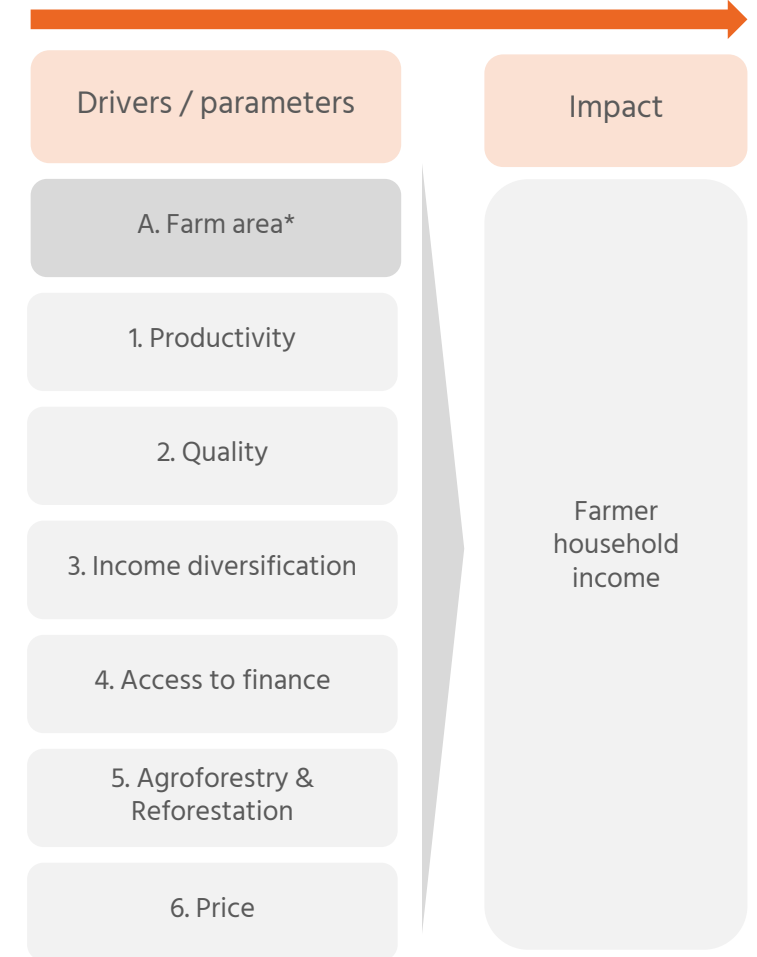 Drivers / parameters
Impact
A. Farm area*
1. Productivity
2. Quality
3. Income diversification
4. Access to finance
5. Agroforestry &
Reforestation
6. Price
Farmer
household
income